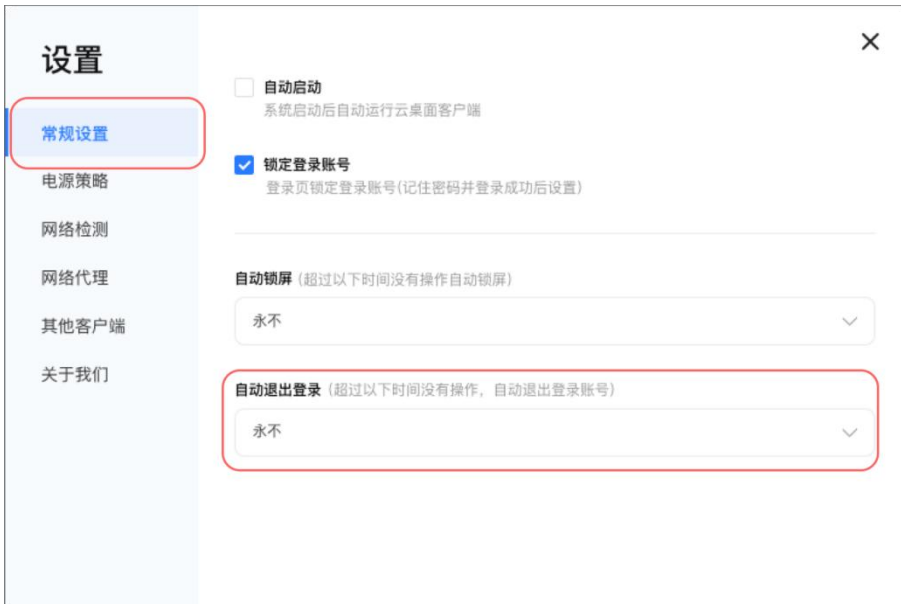 设置
常规设置
电源策略
网络检测
网络代理
其他客户端
关于我们
自动启动
系统启动后自动运行云桌面客户端
锁定登录账号
登录页锁定登录账号(记住密码并登录成功后设置)
自动锁屏（超过以下时间没有操作自动锁屏）
永不
自动退出登录（超过以下时间没有操作，自动退出登录账号）
永不